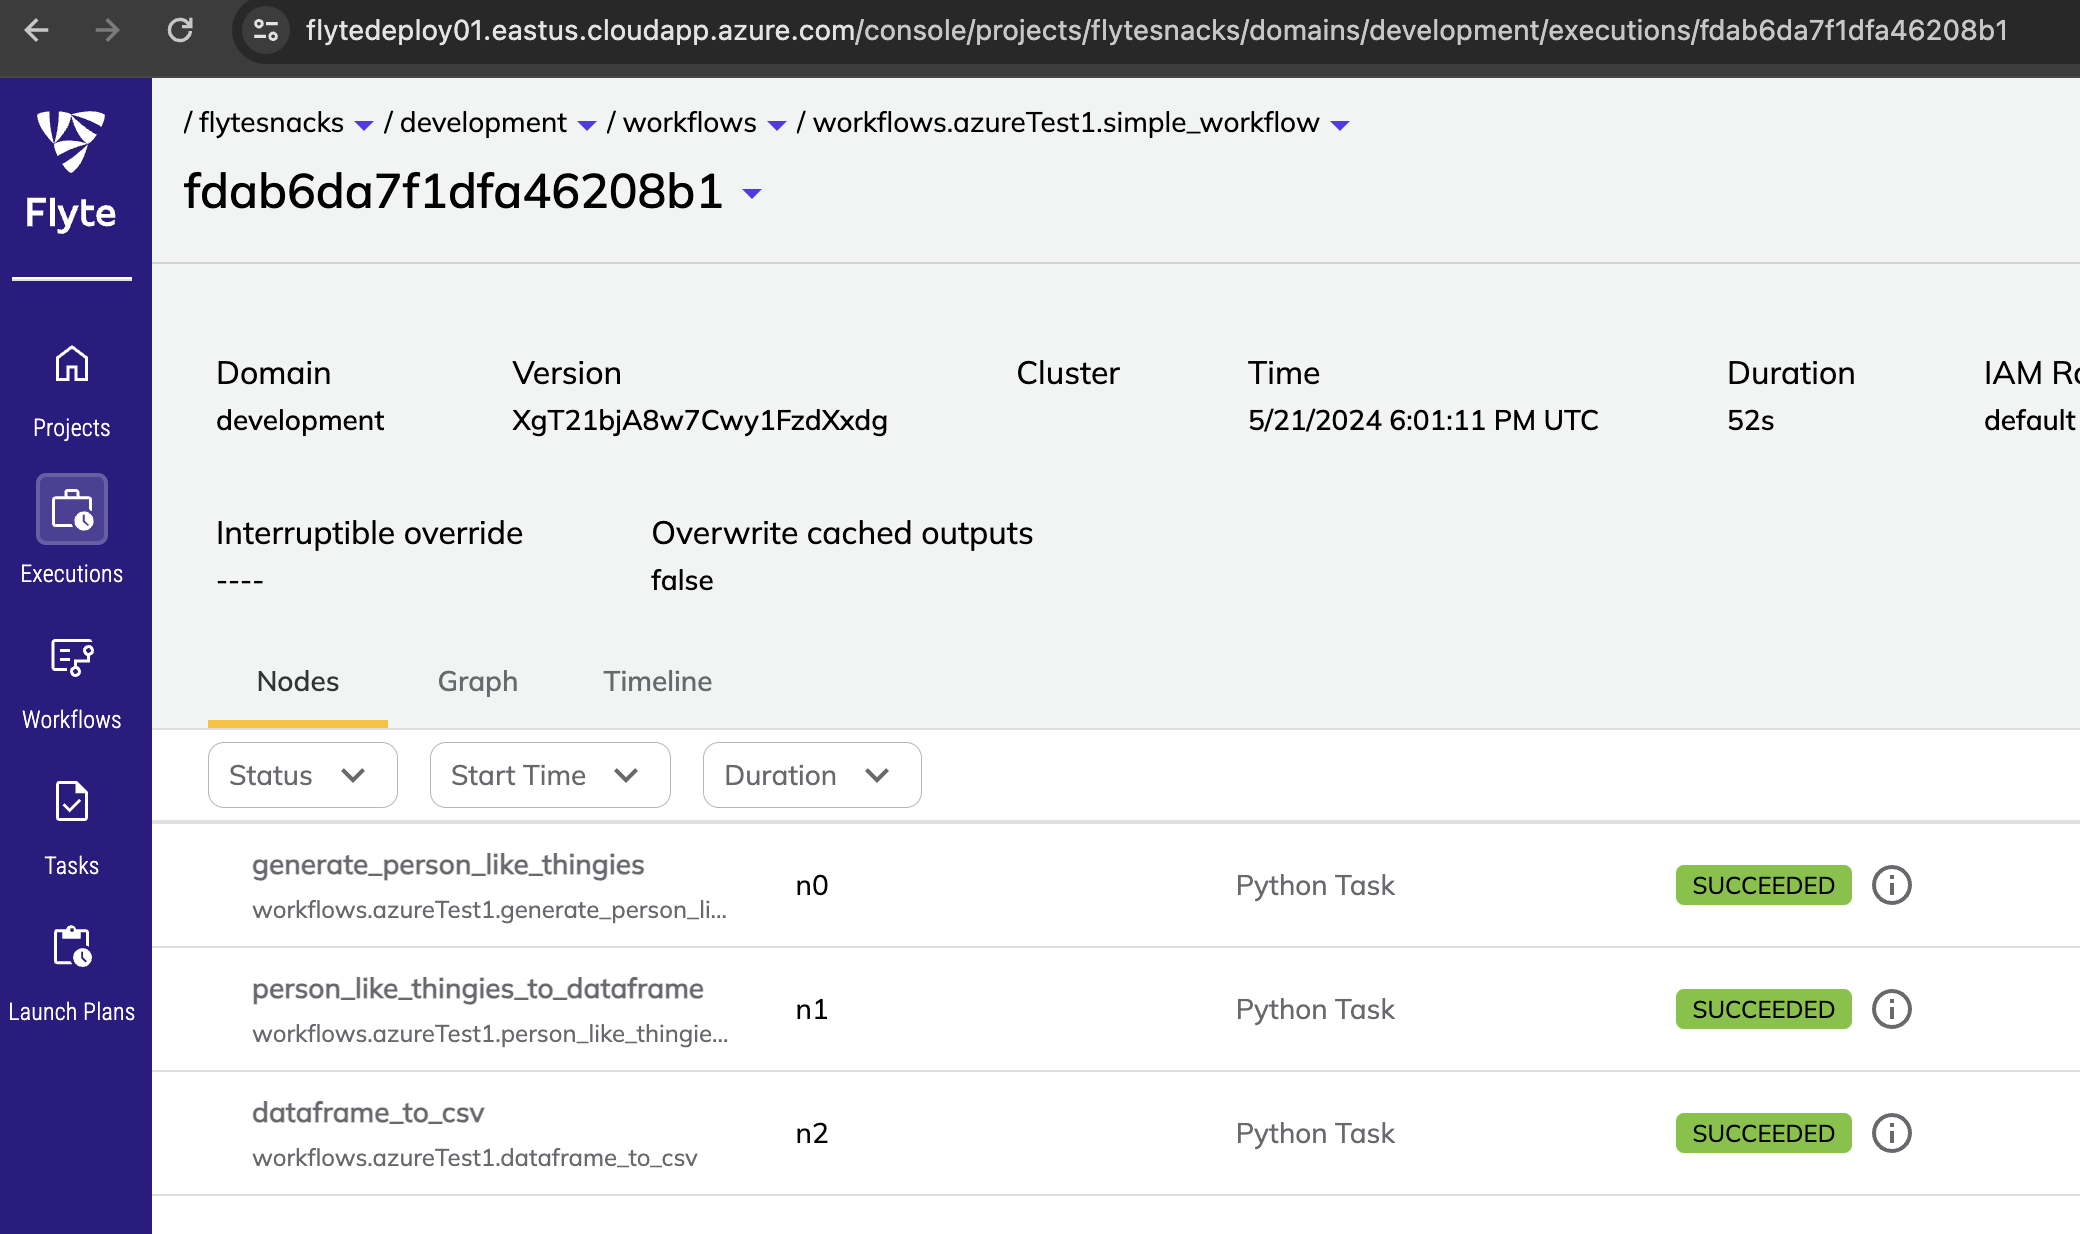 flytedeploy01.eastus.cloudapp.azure.com/console/projects/flytesnacks/domains/development/executions/fdab6da7f1dfa46208b1
Flyte
Projects
Executions
Workflows
Tasks
Launch Plans
/ flytesnacks / development / workflows / workflows.azureTest1.simple_workflow
fdab6da7f1dfa46208b1
Domain Version Cluster Time Duration IAM Ro
development XgT21bjA8w7Cwy1FzdXxdg 5/21/2024 6:01:11 PM UTC 52s default
Interruptible override Overwrite cached outputs
---- false
Nodes Graph Timeline
Status Start Time Duration
generate_person_like_thingies
workflows.azureTest1.generate_person_li...
n0 Python Task SUCCEEDED
person_like_thingies_to_dataframe
workflows.azureTest1.person_like_thingie...
n1 Python Task SUCCEEDED
dataframe_to_csv
workflows.azureTest1.dataframe_to_csv
n2 Python Task SUCCEEDED